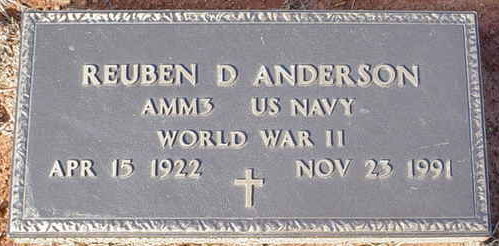 REUBEN D ANDERSON
AMM3 US NAVY
WORLD WAR II
APR 15 1922 NOV 23 1991